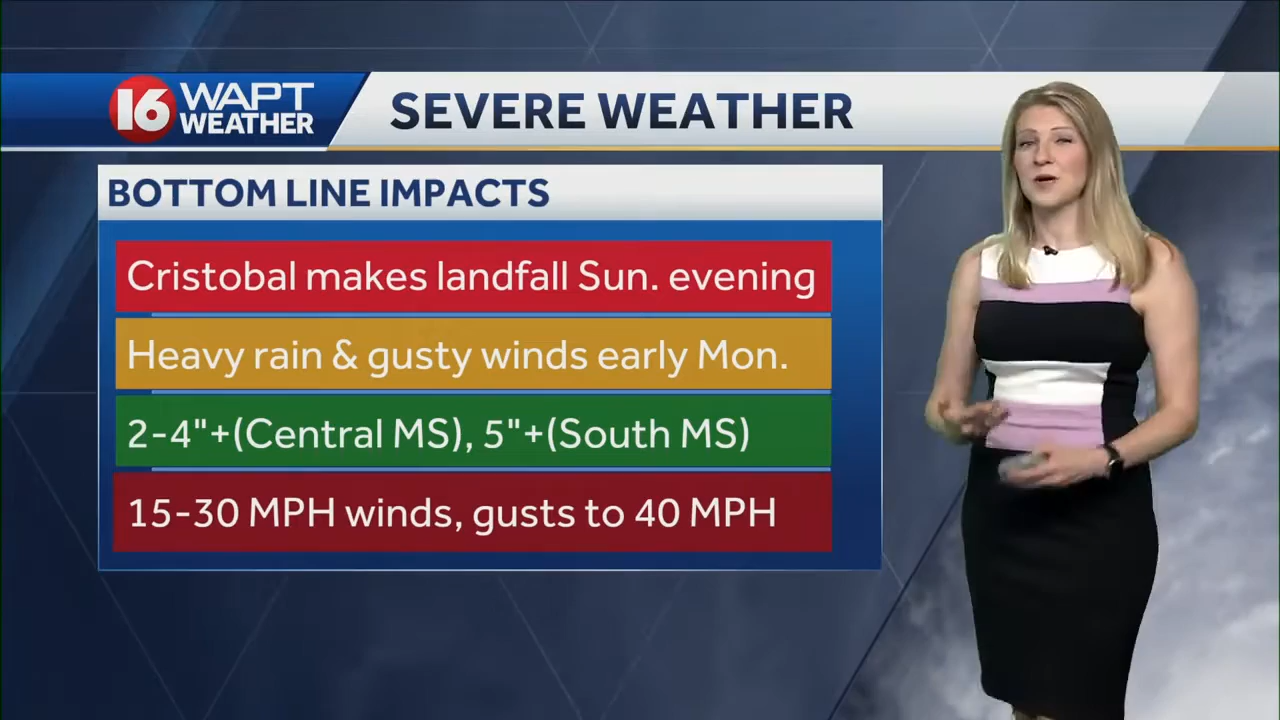 16 WAPT
WEATHER
SEVERE WEATHER
BOTTOM LINE IMPACTS
Cristobal makes landfall Sun. evening
Heavy rain & gusty winds early Mon.
2-4"+(Central MS), 5"+(South MS)
15-30 MPH winds, gusts to 40 MPH